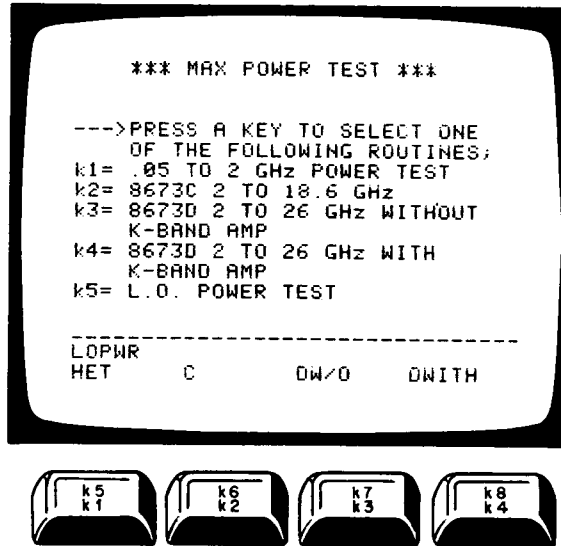 *** MAX POWER TEST ***
--->PRESS A KEY TO SELECT ONE
OF THE FOLLOWING ROUTINES;
k1= .05 TO 2 GHz POWER TEST
k2= 8673C 2 TO 18.6 GHz
k3= 8673D 2 TO 26 GHz WITHOUT
K-BAND AMP
k4= 8673D 2 TO 26 GHz WITH
K-BAND AMP
k5= L.O. POWER TEST
--------------------------------
LOPWR
HET C DW/O DWITH
k5 k6 k7 k8
k1 k2 k3 k4